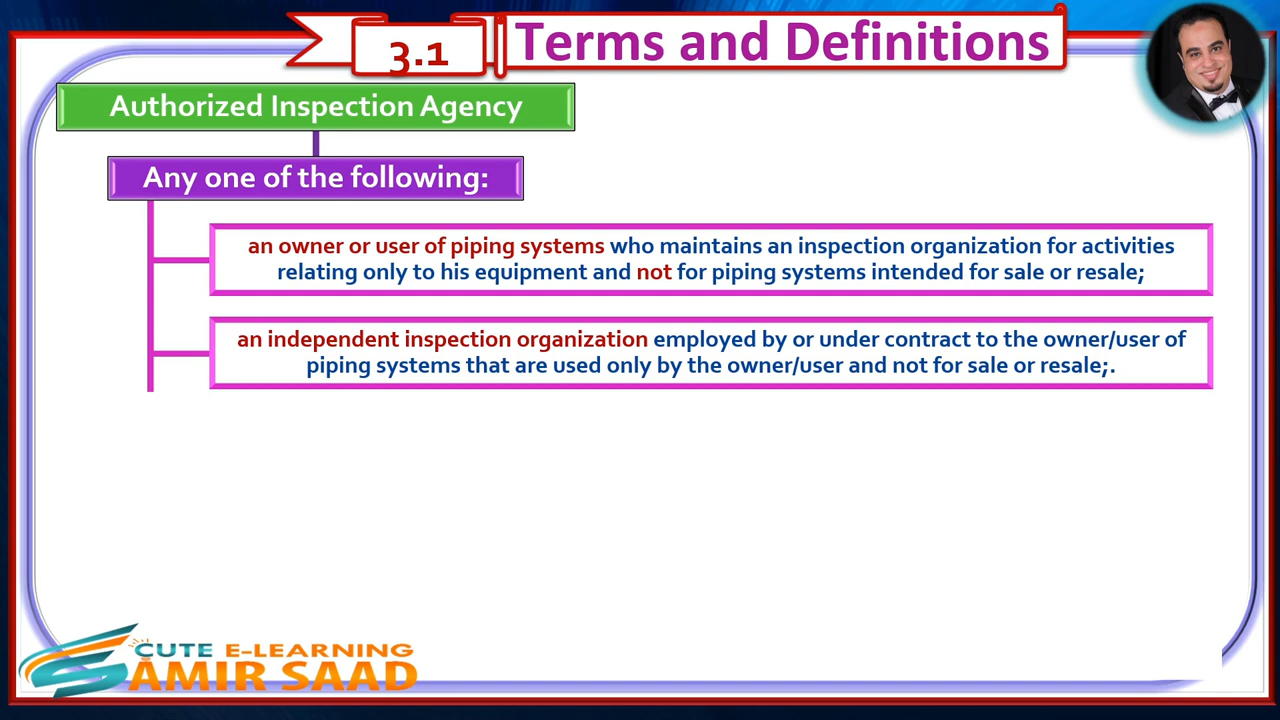 3.1
Terms and Definitions
Authorized Inspection Agency
Any one of the following:
an owner or user of piping systems who maintains an inspection organization for activities
relating only to his equipment and not for piping systems intended for sale or resale;
an independent inspection organization employed by or under contract to the owner/user of
piping systems that are used only by the owner/user and not for sale or resale;.
CUTE E-LEARNING
AMIR SAAD